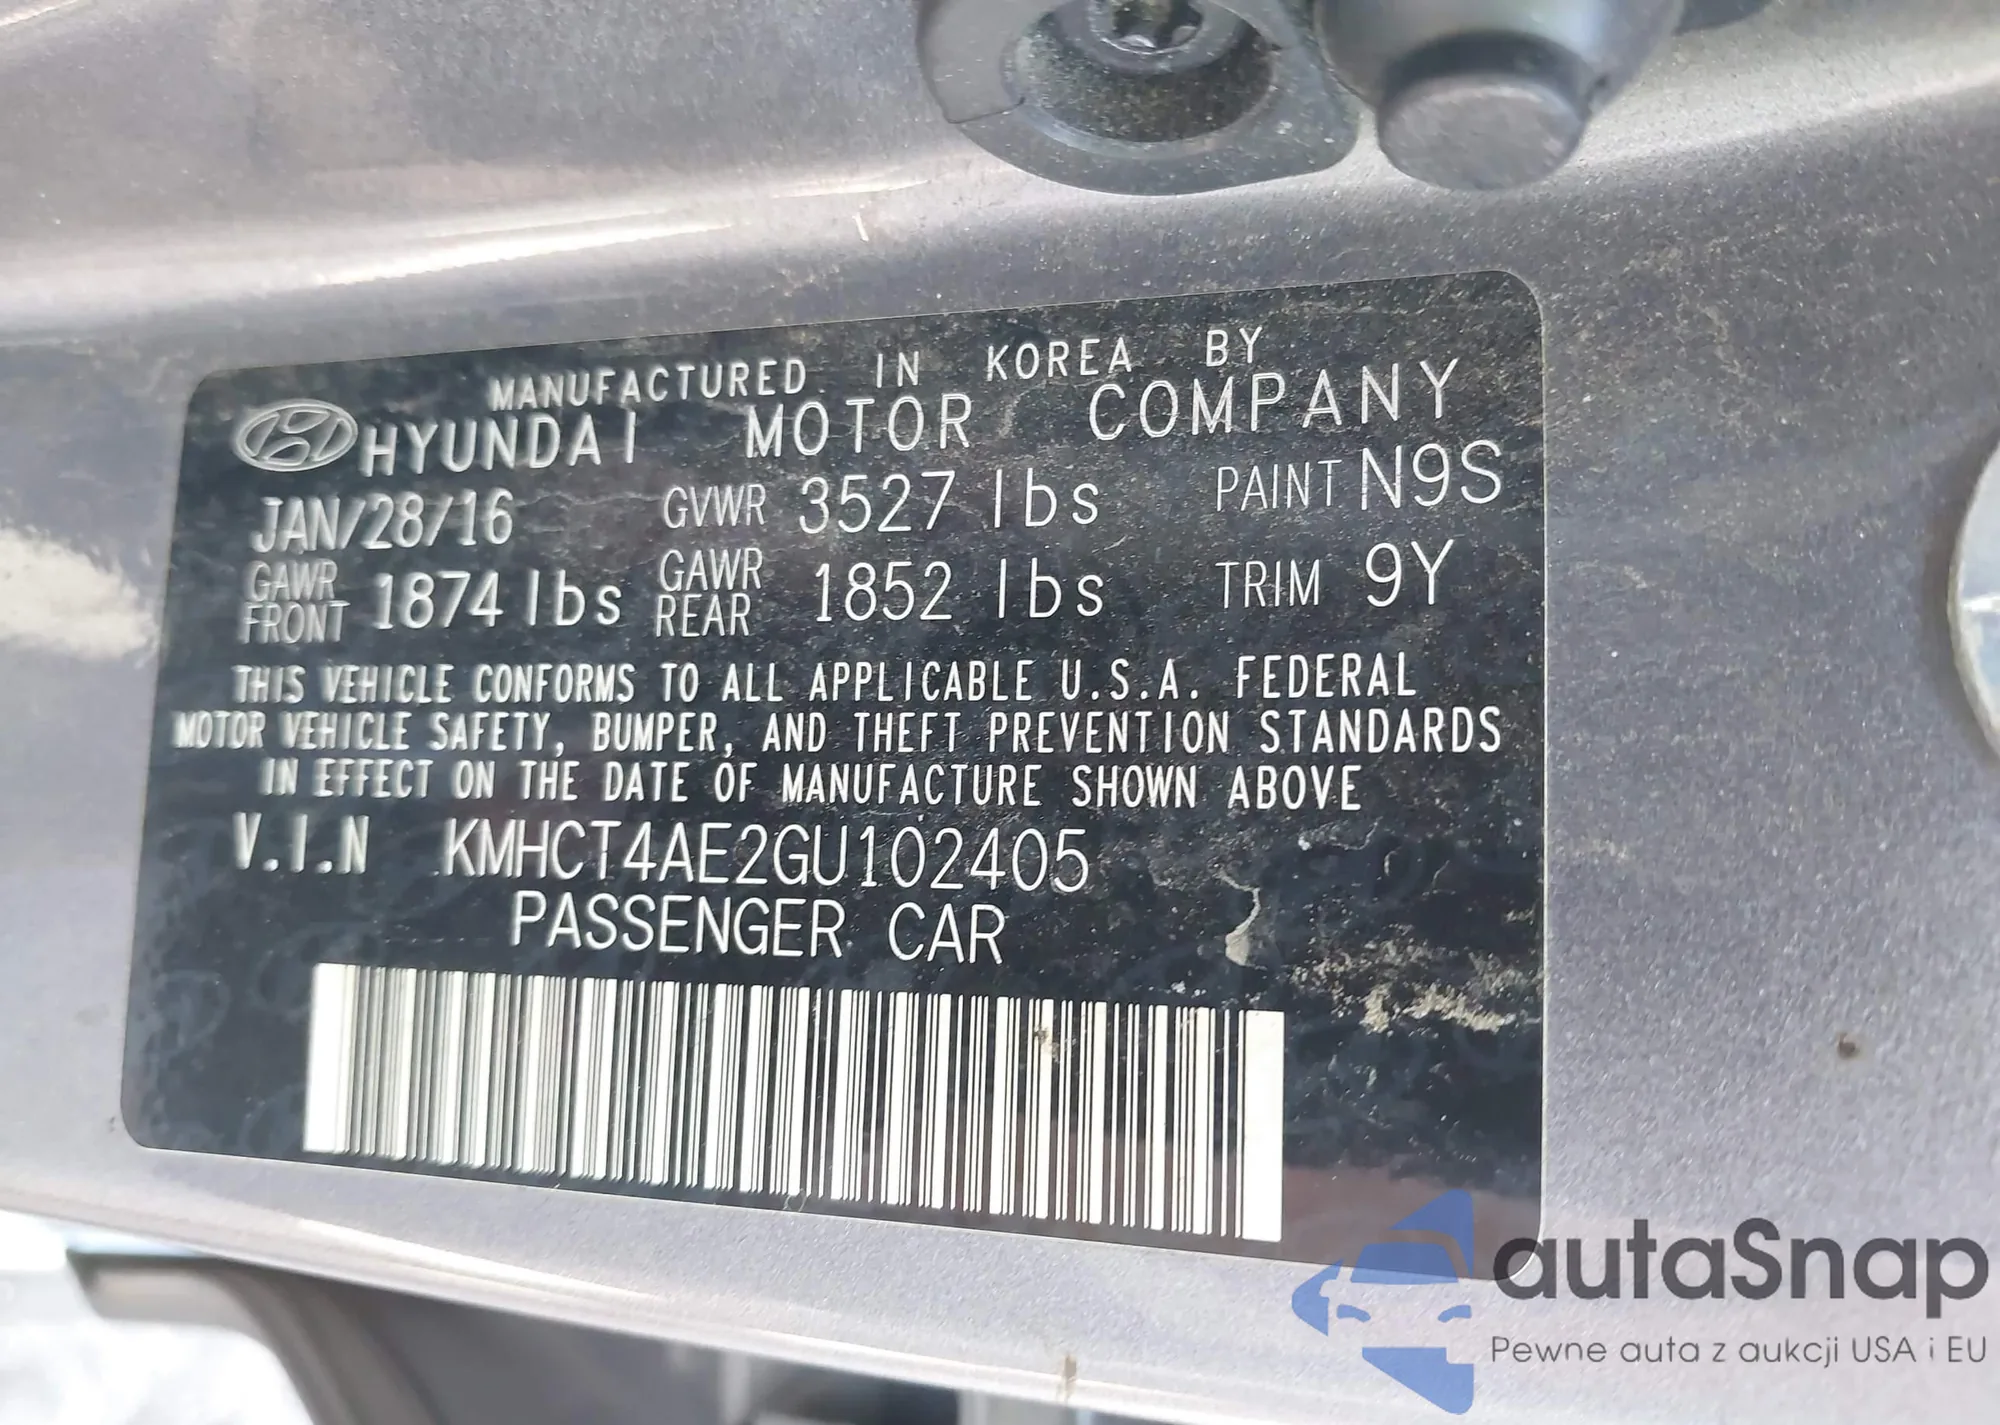 MANUFACTURED IN KOREA BY
HYUNDAI MOTOR COMPANY
JAN/28/16 GVWR 3527 lbs PAINT N9S
GAWR FRONT 1874 lbs GAWR REAR 1852 lbs TRIM 9Y
THIS VEHICLE CONFORMS TO ALL APPLICABLE U.S.A. FEDERAL
MOTOR VEHICLE SAFETY, BUMPER, AND THEFT PREVENTION STANDARDS
IN EFFECT ON THE DATE OF MANUFACTURE SHOWN ABOVE
V.I.N KMHCT4AE2GU102405
PASSENGER CAR
autaSnap
Pewne auta z aukcji USA i EU